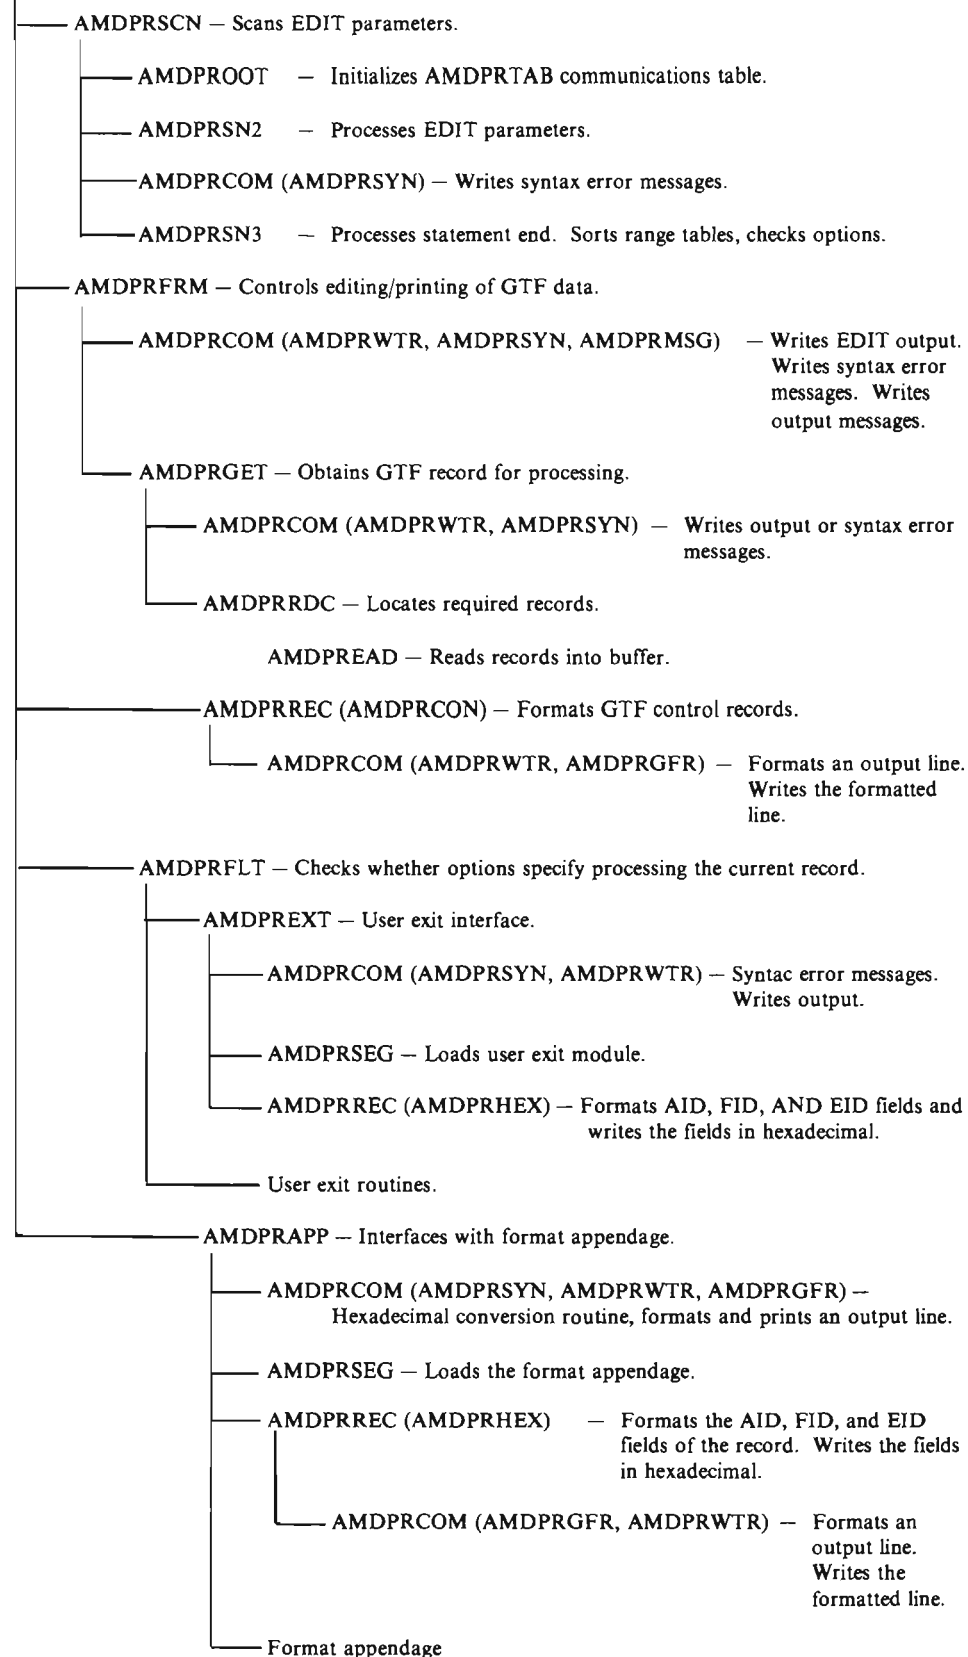 AMDPRSCN — Scans EDIT parameters.
AMDPROOT — Initializes AMDPRTAB communications table.
AMDPRSN2 — Processes EDIT parameters.
AMDPRCOM (AMDPRSYN) — Writes syntax error messages.
AMDPRSN3 — Processes statement end. Sorts range tables, checks options.
AMDPRFRM — Controls editing/printing of GTF data.
AMDPRCOM (AMDPRWTR, AMDPRSYN, AMDPRMSG) — Writes EDIT output.
Writes syntax error
messages. Writes
output messages.
AMDPRGET — Obtains GTF record for processing.
AMDPRCOM (AMDPRWTR, AMDPRSYN) — Writes output or syntax error
messages.
AMDPRRDC — Locates required records.
AMDPREAD — Reads records into buffer.
AMDPRREC (AMDPRCON) — Formats GTF control records.
AMDPRCOM (AMDPRWTR, AMDPRGFR) — Formats an output line.
Writes the formatted
line.
AMDPRFLT — Checks whether options specify processing the current record.
AMDPREXT — User exit interface.
AMDPRCOM (AMDPRSYN, AMDPRWTR) — Syntac error messages.
Writes output.
AMDPRSEG — Loads user exit module.
AMDPRREC (AMDPRHEX) — Formats AID, FID, AND EID fields and
writes the fields in hexadecimal.
User exit routines.
AMDPRAPP — Interfaces with format appendage.
AMDPRCOM (AMDPRSYN, AMDPRWTR, AMDPRGFR) —
Hexadecimal conversion routine, formats and prints an output line.
AMDPRSEG — Loads the format appendage.
AMDPRREC (AMDPRHEX) — Formats the AID, FID, and EID
fields of the record. Writes the fields
in hexadecimal.
AMDPRCOM (AMDPRGFR, AMDPRWTR) — Formats an
output line.
Writes the
formatted line.
Format appendage